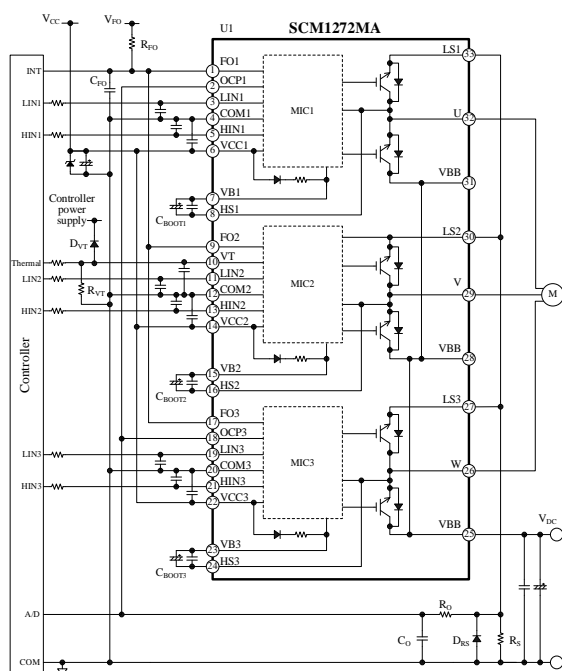 VCC
VFO
U1
SCM1272MA
RFO
INT
CFO
LIN1
HIN1
1
FO1
2
OCP1
3
LIN1
4
COM1
5
HIN1
6
VCC1
MIC1
LS1
33
U
32
VBB
31
7
VB1
8
HS1
CBOOT1
Controller
power
supply
DVT
Thermal
LIN2
RVT
HIN2
9
FO2
10
VT
11
LIN2
12
COM2
13
HIN2
14
VCC2
MIC2
LS2
30
V
29
M
VBB
28
15
VB2
16
HS2
CBOOT2
Controller
LIN3
HIN3
17
FO3
18
OCP3
19
LIN3
20
COM3
21
HIN3
22
VCC3
MIC3
LS3
27
W
26
VBB
25
VDC
23
VB3
24
HS3
CBOOT3
A/D
RO
CO
DRS
RS
COM